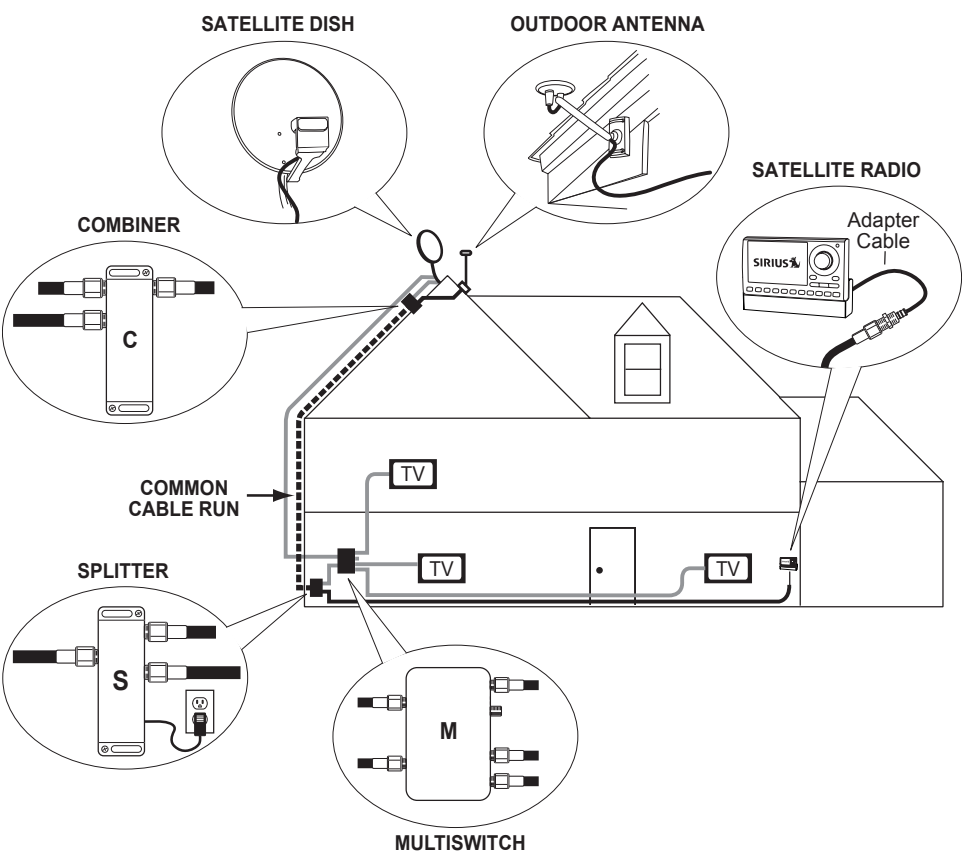 SATELLITE DISH
OUTDOOR ANTENNA
SATELLITE RADIO
COMBINER
Adapter
Cable
SIRIUS
C
TV
COMMON
CABLE RUN
TV
TV
SPLITTER
S
M
MULTISWITCH